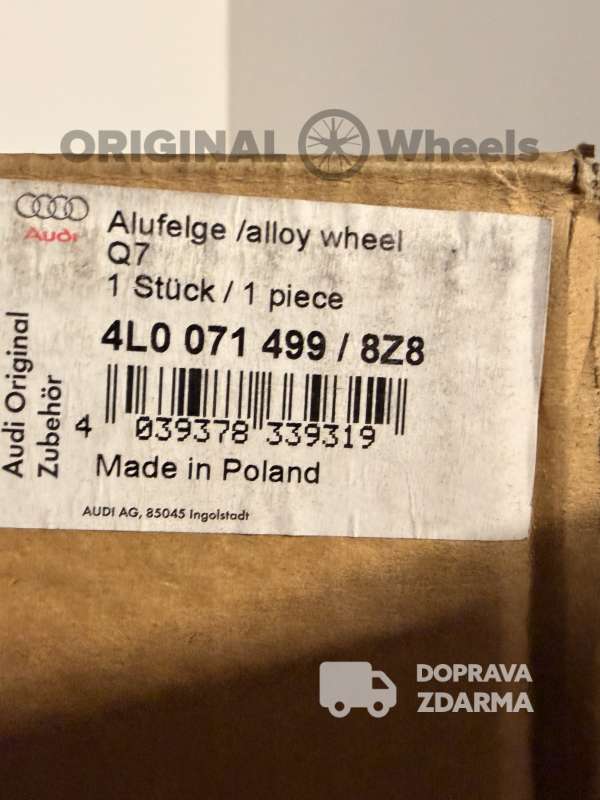 ORIGINAL Wheels
Audi
Alufelge /alloy wheel
Q7
1 Stück / 1 piece
4L0 071 499 / 8Z8
4 039378 339319
Made in Poland
AUDI AG, 85045 Ingolstadt
Audi Original
Zubehör
DOPRAVA
ZDARMA